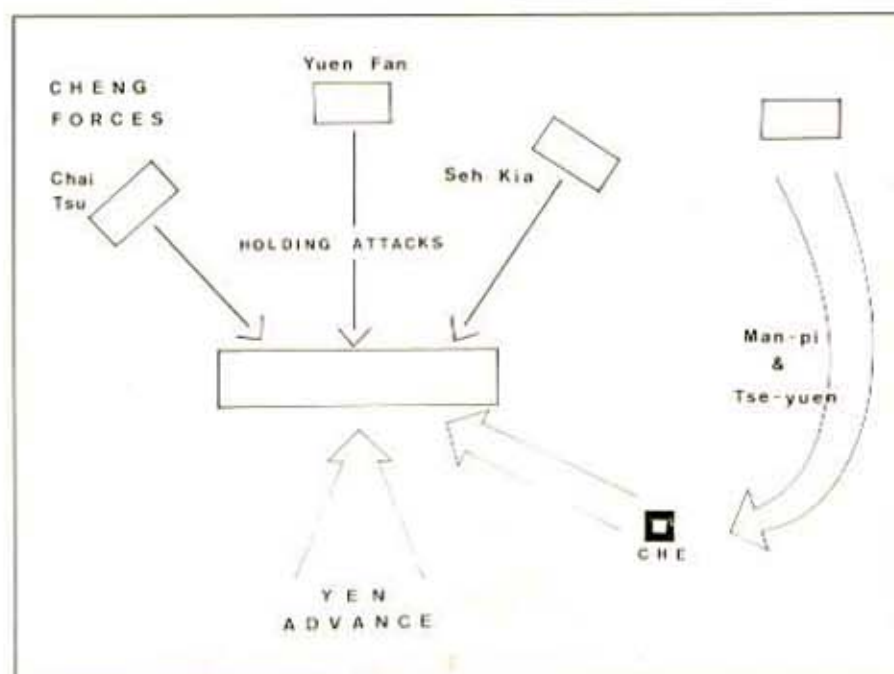 CHENG
FORCES
Yuen Fan
Chai
Tsu
Seh Kia
HOLDING ATTACKS
Man-pi
&
Tse-yuen
CHE
YEN
ADVANCE